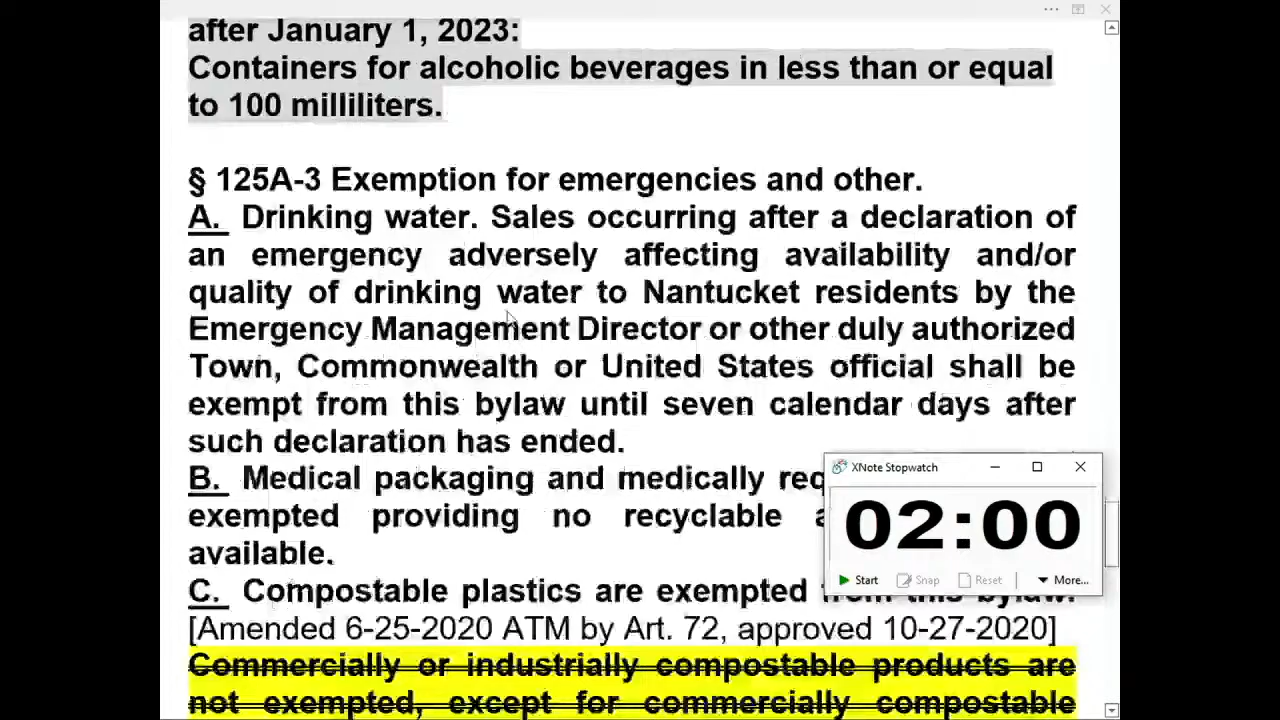 after January 1, 2023:
Containers for alcoholic beverages in less than or equal
to 100 milliliters.
§ 125A-3 Exemption for emergencies and other.
A. Drinking water. Sales occurring after a declaration of
an emergency adversely affecting availability and/or
quality of drinking water to Nantucket residents by the
Emergency Management Director or other duly authorized
Town, Commonwealth or United States official shall be
exempt from this bylaw until seven calendar days after
such declaration has ended.
B. Medical packaging and medically
exempted providing no recyclable
available.
C. Compostable plastics are exempted from this bylaw.
[Amended 6-25-2020 ATM by Art. 72, approved 10-27-2020]
Commercially or industrially compostable products are
not exempted, except for commercially compostable
XNote Stopwatch
02:00
Start Snap Reset More...